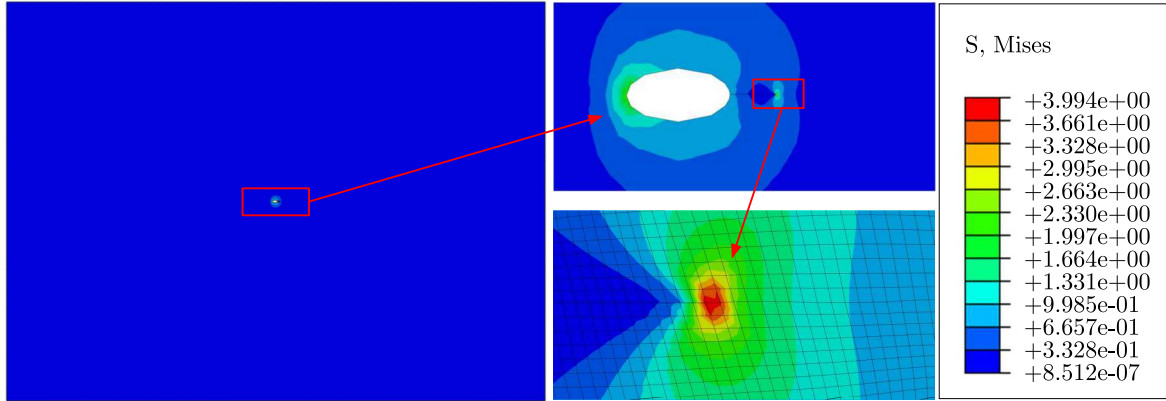 S, Mises
+3.994e+00
+3.661e+00
+3.328e+00
+2.995e+00
+2.663e+00
+2.330e+00
+1.997e+00
+1.664e+00
+1.331e+00
+9.985e-01
+6.657e-01
+3.328e-01
+8.512e-07